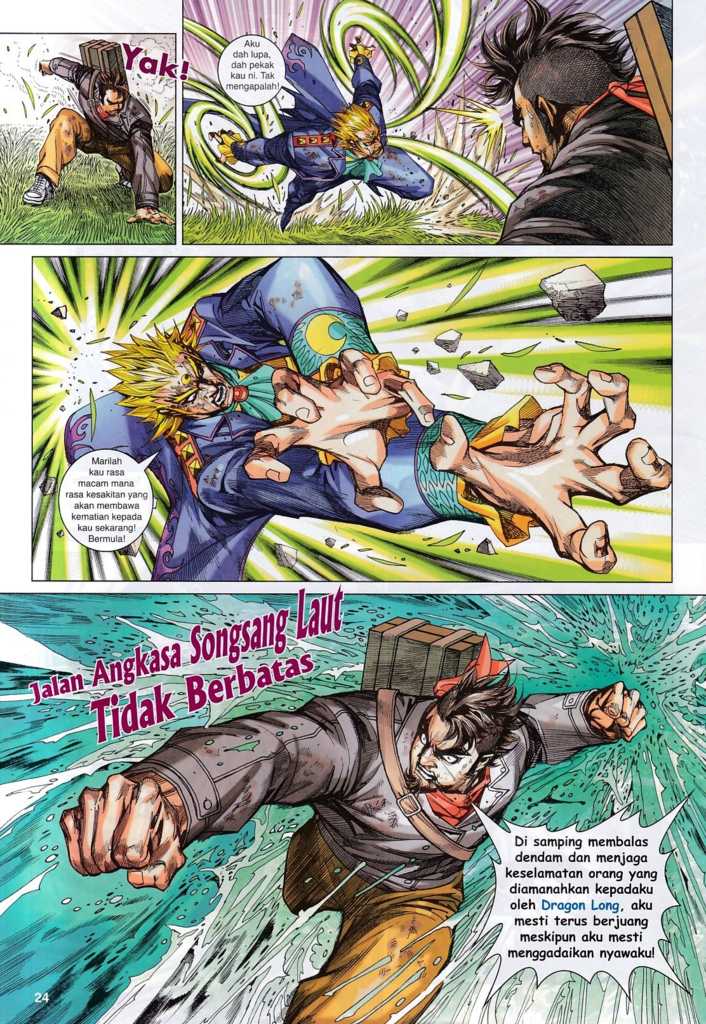 Yak!
Aku
dah lupa,
dah pekak
kau ni. Tak
mengapalah!
Marilah
kau rasa
macam mana
rasa kesakitan yang
akan membawa
kematian kepada
kau sekarang!
Bermula!
Jalan Angkasa Songsang Laut
Tidak Berbatas
Di samping membalas
dendam dan menjaga
keselamatan orang yang
diamanahkan kepadaku
oleh Dragon Long, aku
mesti terus berjuang
meskipun aku mesti
menggadaikan nyawaku!
24